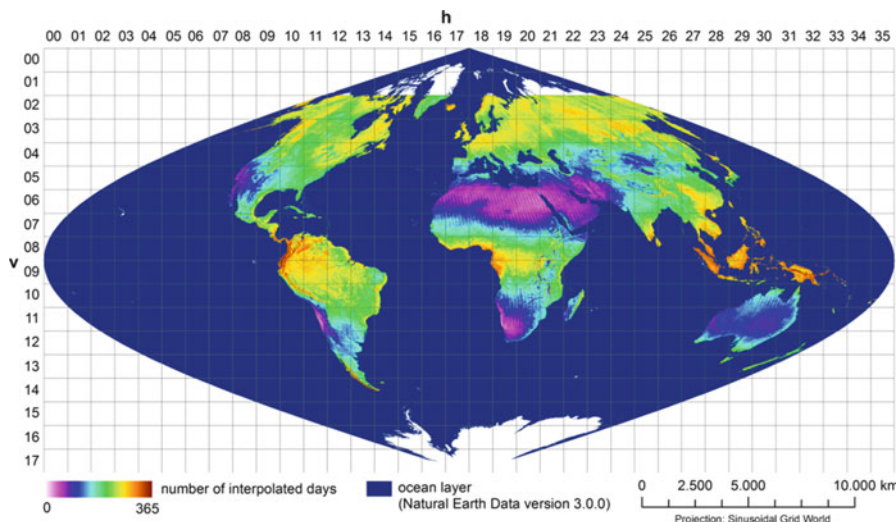 h
00 01 02 03 04 05 06 07 08 09 10 11 12 13 14 15 16 17 18 19 20 21 22 23 24 25 26 27 28 29 30 31 32 33 34 35
00
01
02
03
04
05
06
07
08
v
09
10
11
12
13
14
15
16
17
number of interpolated days
0 365
ocean layer
(Natural Earth Data version 3.0.0)
0 2.500 5.000 10.000 km
Projection: Sinusoidal Grid World